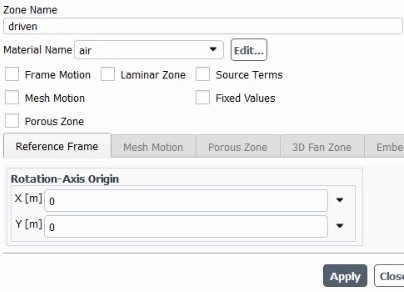 Zone Name
driven
Material Name air Edit...
Frame Motion Laminar Zone Source Terms
Mesh Motion Fixed Values
Porous Zone
Reference Frame Mesh Motion Porous Zone 3D Fan Zone Embe
Rotation-Axis Origin
X [m] 0
Y [m] 0
Apply Close